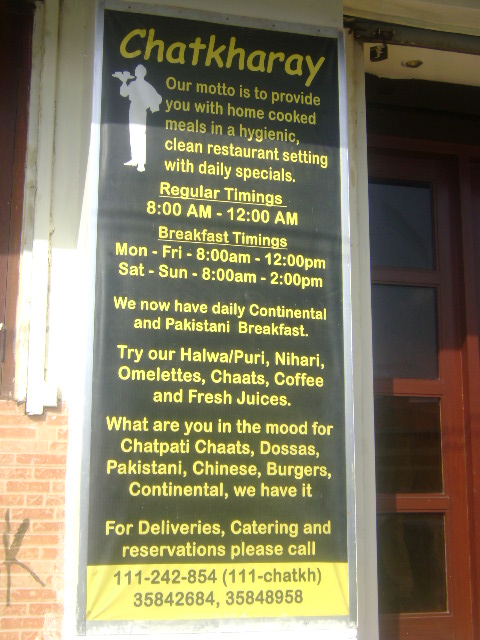 Chatkharay
Our motto is to provide
you with home cooked
meals in a hygienic,
clean restaurant setting
with daily specials.
Regular Timings
8:00 AM - 12:00 AM
Breakfast Timings
Mon - Fri - 8:00am - 12:00pm
Sat - Sun - 8:00am - 2:00pm
We now have daily Continental
and Pakistani Breakfast.
Try our Halwa/Puri, Nihari,
Omelettes, Chaats, Coffee
and Fresh Juices.
What are you in the mood for
Chatpati Chaats, Dossas,
Pakistani, Chinese, Burgers,
Continental, we have it
For Deliveries, Catering and
reservations please call
111-242-854 (111-chatkh)
35842684, 35848958